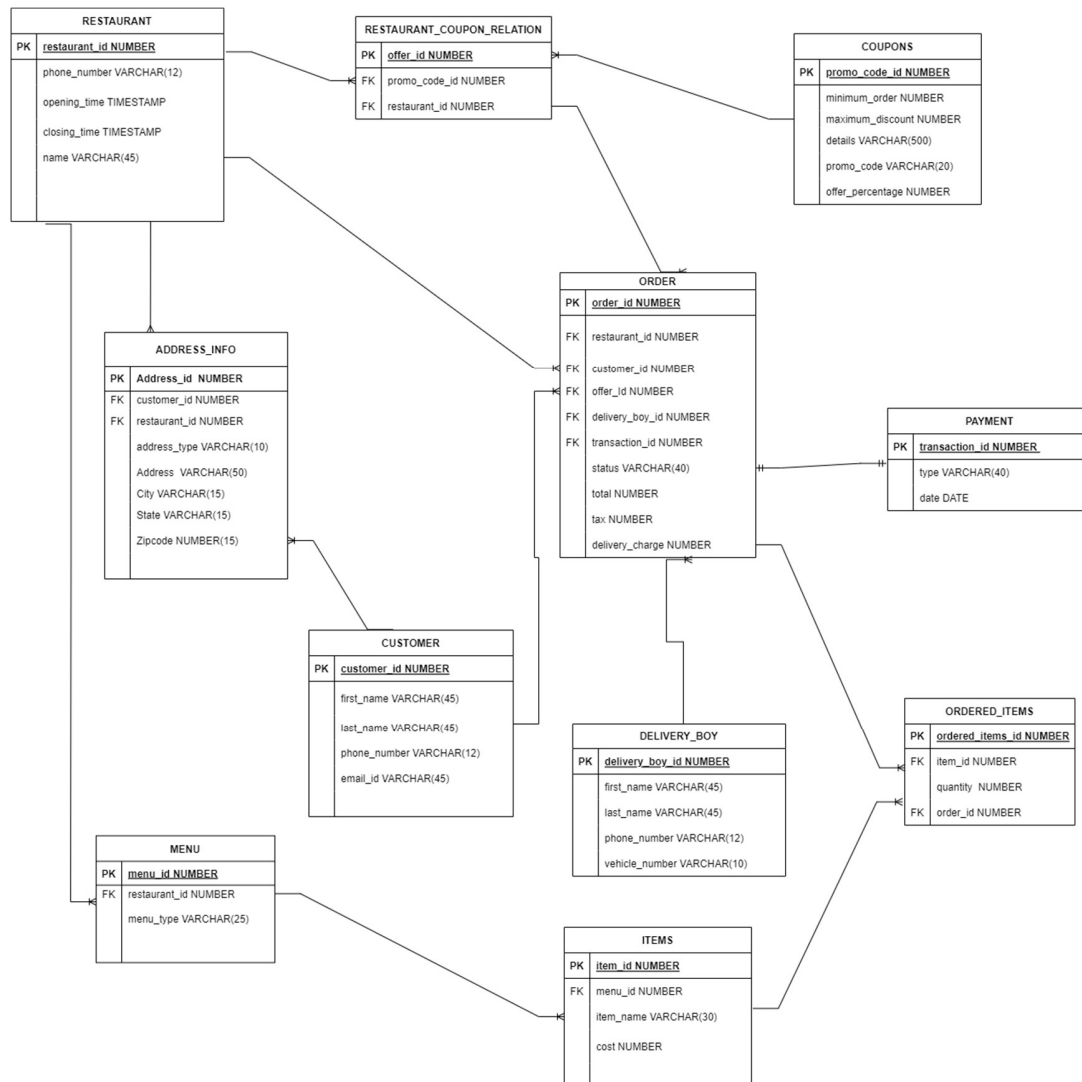 RESTAURANT
PK restaurant_id NUMBER
phone_number VARCHAR(12)
opening_time TIMESTAMP
closing_time TIMESTAMP
name VARCHAR(45)
RESTAURANT_COUPON_RELATION
PK offer_id NUMBER
FK promo_code_id NUMBER
FK restaurant_id NUMBER
COUPONS
PK promo_code_id NUMBER
minimum_order NUMBER
maximum_discount NUMBER
details VARCHAR(500)
promo_code VARCHAR(20)
offer_percentage NUMBER
ORDER
PK order_id NUMBER
FK restaurant_id NUMBER
FK customer_id NUMBER
FK offer_Id NUMBER
FK delivery_boy_id NUMBER
FK transaction_id NUMBER
status VARCHAR(40)
total NUMBER
tax NUMBER
delivery_charge NUMBER
ADDRESS_INFO
PK Address_id NUMBER
FK customer_id NUMBER
FK restaurant_id NUMBER
address_type VARCHAR(10)
Address VARCHAR(50)
City VARCHAR(15)
State VARCHAR(15)
Zipcode NUMBER(15)
PAYMENT
PK transaction_id NUMBER
type VARCHAR(40)
date DATE
CUSTOMER
PK customer_id NUMBER
first_name VARCHAR(45)
last_name VARCHAR(45)
phone_number VARCHAR(12)
email_id VARCHAR(45)
DELIVERY_BOY
PK delivery_boy_id NUMBER
first_name VARCHAR(45)
last_name VARCHAR(45)
phone_number VARCHAR(12)
vehicle_number VARCHAR(10)
ORDERED_ITEMS
PK ordered_items_id NUMBER
FK item_id NUMBER
quantity NUMBER
FK order_id NUMBER
MENU
PK menu_id NUMBER
FK restaurant_id NUMBER
menu_type VARCHAR(25)
ITEMS
PK item_id NUMBER
FK menu_id NUMBER
item_name VARCHAR(30)
cost NUMBER